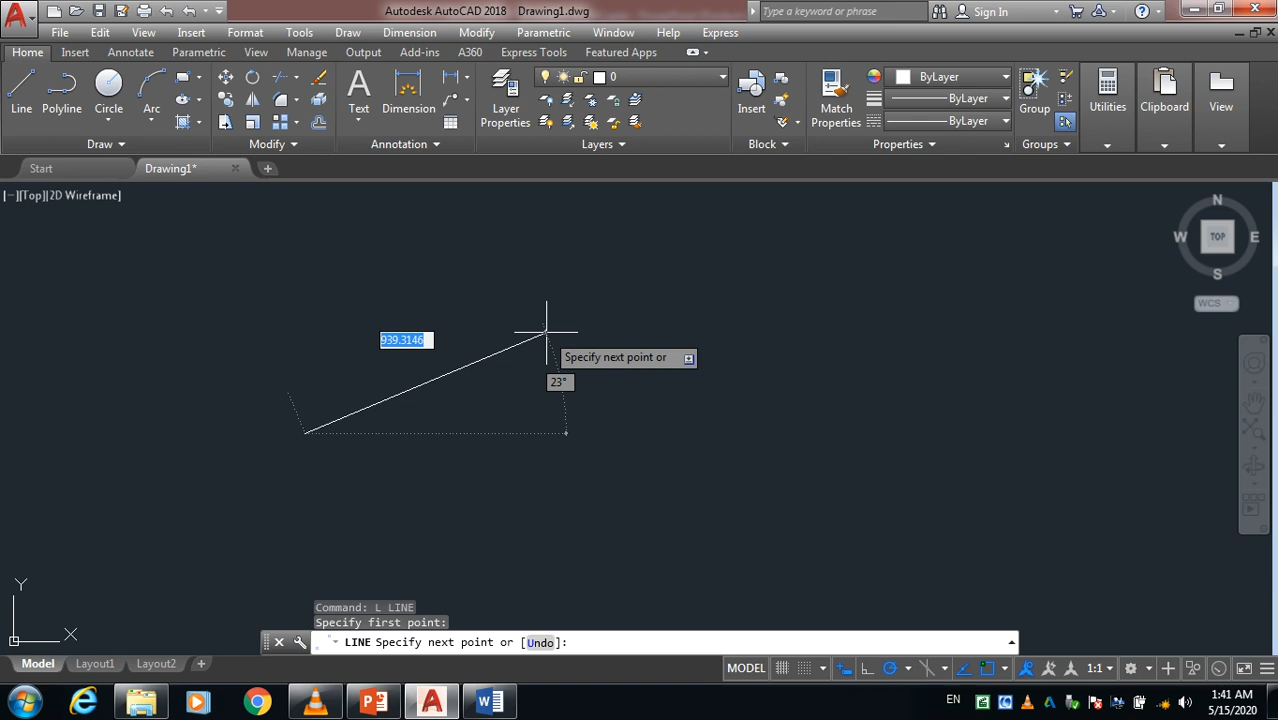 Autodesk AutoCAD 2018 Drawing1.dwg
Type a keyword or phrase
Sign In
File Edit View Insert Format Tools Draw Dimension Modify Parametric Window Help Express
Home Insert Annotate Parametric View Manage Output Add-ins A360 Express Tools Featured Apps
Line Polyline Circle Arc
Text Dimension
Layer Properties
0
Insert
Match Properties
ByLayer
ByLayer
ByLayer
Group
Utilities
Clipboard
View
Draw Modify Annotation Layers Block Properties Groups
Start Drawing1*
[−][Top][2D Wireframe]
N
W TOP E
S
WCS
939.3146
Specify next point or
23°
Y
X
Command: L LINE
Specify first point:
LINE Specify next point or [Undo]:
Model Layout1 Layout2
MODEL 1:1
EN
1:41 AM
5/15/2020